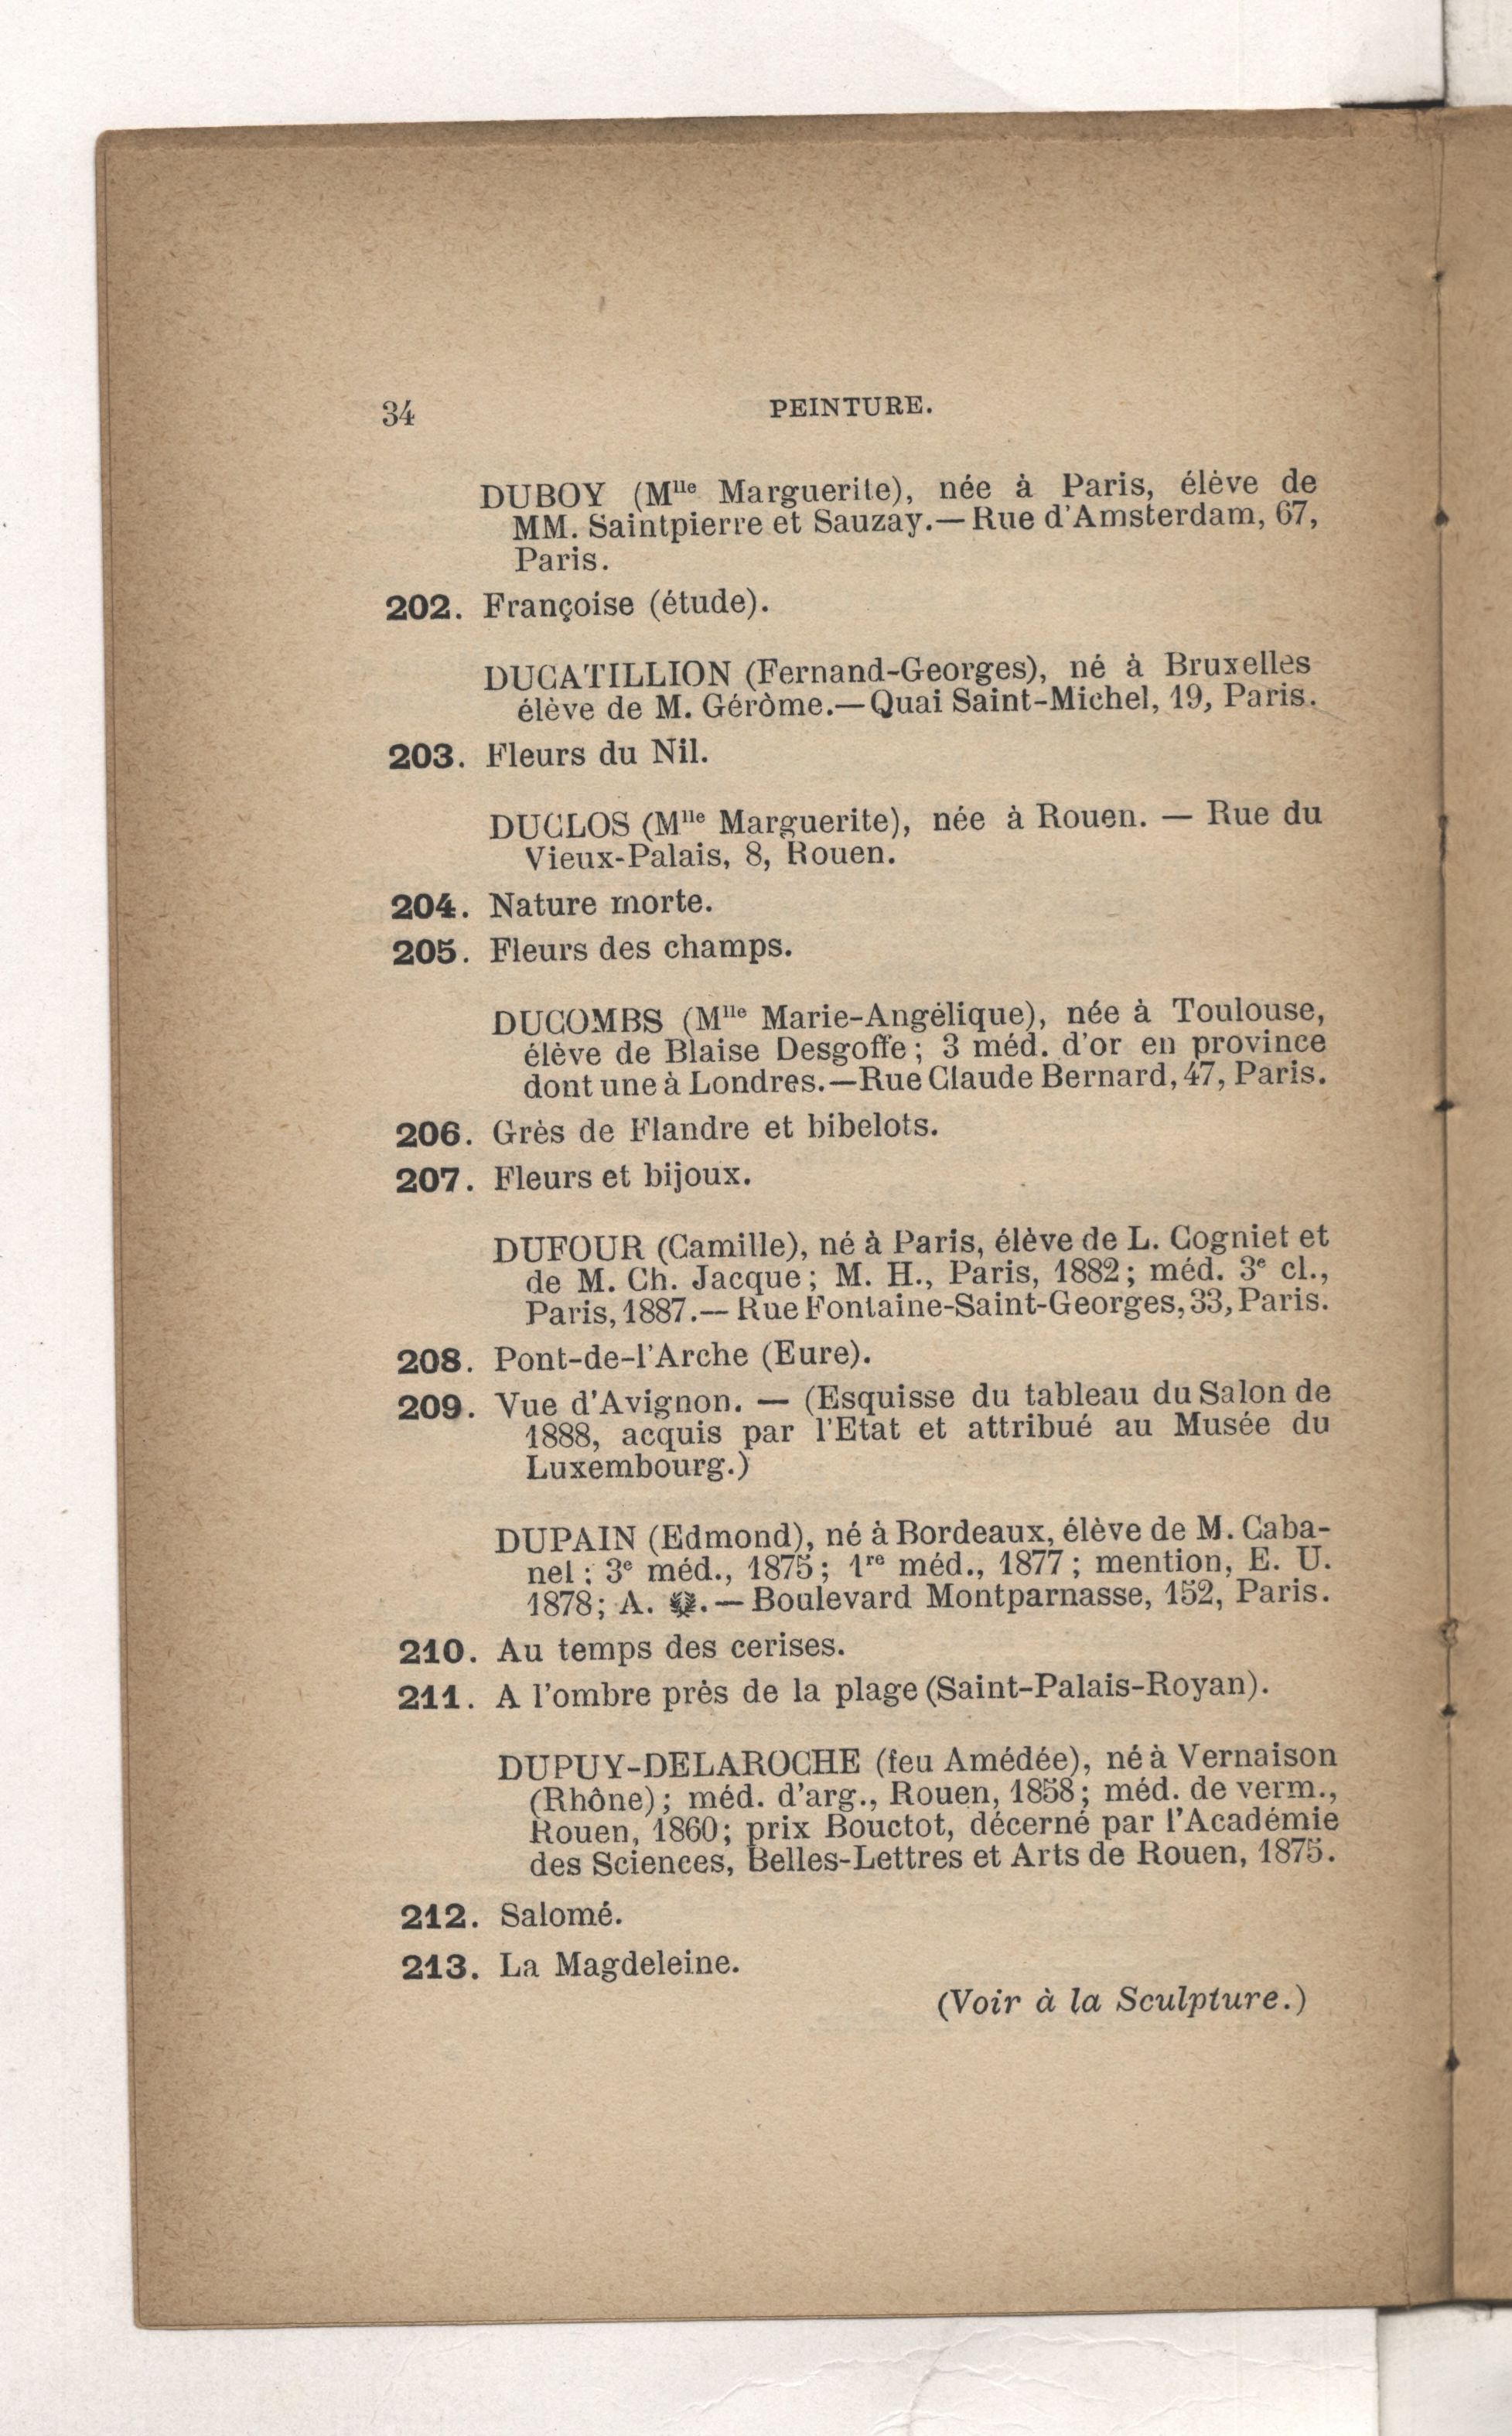 34
PEINTURE.
DUBOY (Mlle Marguerite), née à Paris, élève de
MM. Saintpierre et Sauzay.—Rue d'Amsterdam, 67,
Paris.
202. Françoise (étude).
DUCATILLION (Fernand-Georges), né à Bruxelles
élève de M. Gérôme.—Quai Saint-Michel, 19, Paris.
203. Fleurs du Nil.
DUCLOS (Mlle Marguerite), née à Rouen. — Rue du
Vieux-Palais, 8, Rouen.
204. Nature morte.
205. Fleurs des champs.
DUCOMBS (Mlle Marie-Angélique), née à Toulouse,
élève de Blaise Desgoffe; 3 méd. d'or en province
dont une à Londres.—Rue Claude Bernard, 47, Paris.
206. Grès de Flandre et bibelots.
207. Fleurs et bijoux.
DUFOUR (Camille), né à Paris, élève de L. Cogniet et
de M. Ch. Jacque; M. H., Paris, 1882; méd. 3e cl.,
Paris, 1887.— Rue Fontaine-Saint-Georges, 33, Paris.
208. Pont-de-l'Arche (Eure).
209. Vue d'Avignon. — (Esquisse du tableau du Salon de
1888, acquis par l'Etat et attribué au Musée du
Luxembourg.)
DUPAIN (Edmond), né à Bordeaux, élève de M. Caba-
nel; 3e méd., 1875; 1re méd., 1877; mention, E. U.
1878; A. .— Boulevard Montparnasse, 152, Paris.
210. Au temps des cerises.
211. A l'ombre près de la plage (Saint-Palais-Royan).
DUPUY-DELAROCHE (feu Amédée), né à Vernaison
(Rhône); méd. d'arg., Rouen, 1858; méd. de verm.,
Rouen, 1860; prix Bouctot, décerné par l'Académie
des Sciences, Belles-Lettres et Arts de Rouen, 1875.
212. Salomé.
213. La Magdeleine.
(Voir à la Sculpture.)